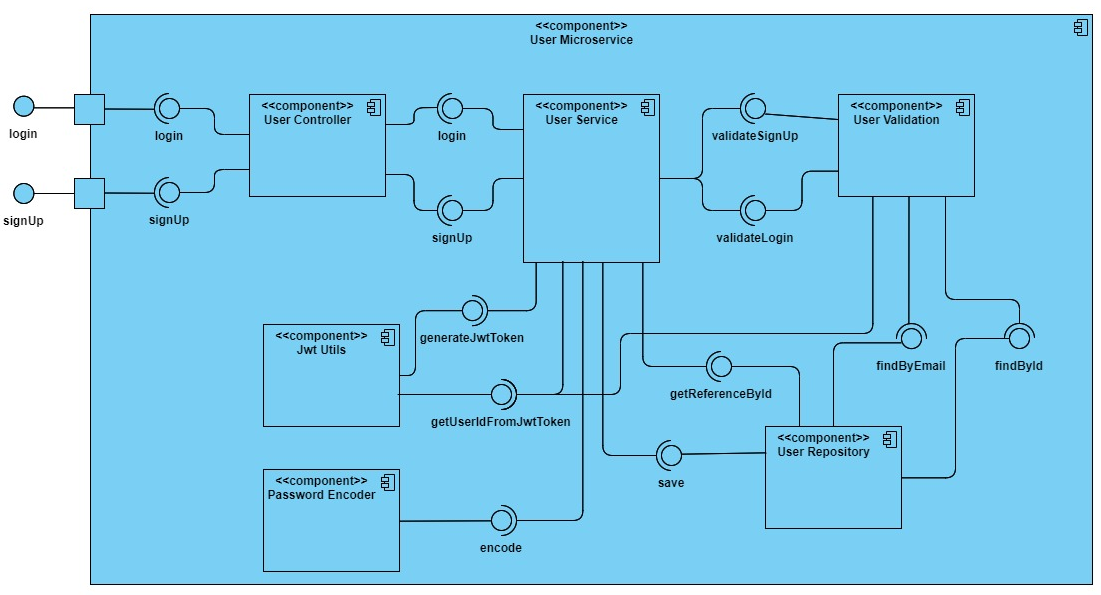 <<component>>
User Microservice
login
signUp
login
signUp
<<component>>
User Controller
login
signUp
<<component>>
User Service
validateSignUp
validateLogin
<<component>>
User Validation
<<component>>
Jwt Utils
generateJwtToken
getUserIdFromJwtToken
getReferenceById
findByEmail
findById
<<component>>
User Repository
save
<<component>>
Password Encoder
encode